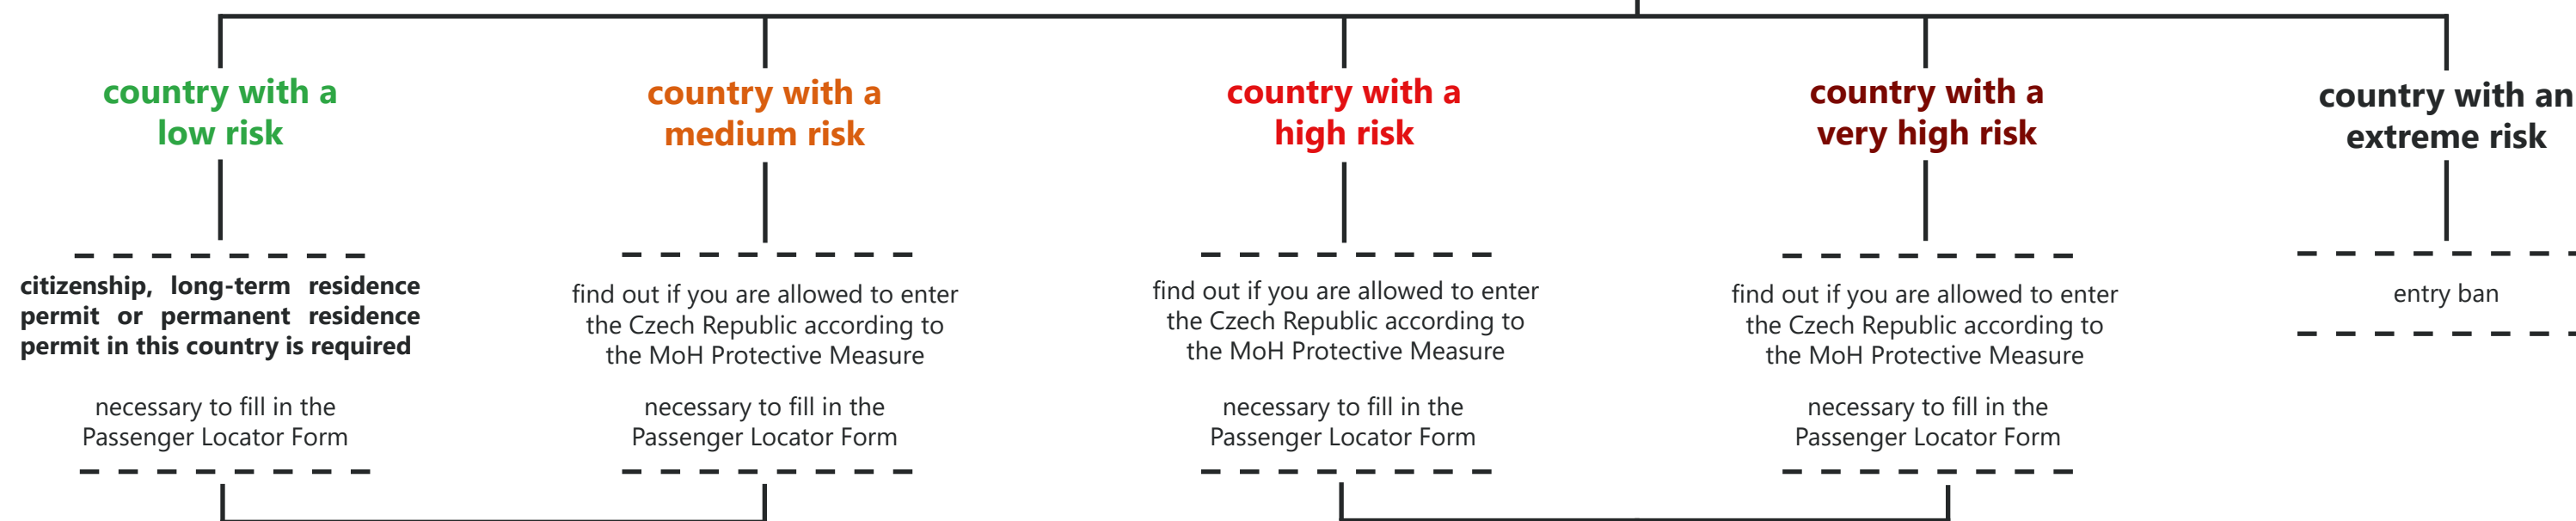 country with a
low risk
citizenship, long-term residence
permit or permanent residence
permit in this country is required
necessary to fill in the
Passenger Locator Form
country with a
medium risk
find out if you are allowed to enter
the Czech Republic according to
the MoH Protective Measure
necessary to fill in the
Passenger Locator Form
country with a
high risk
find out if you are allowed to enter
the Czech Republic according to
the MoH Protective Measure
necessary to fill in the
Passenger Locator Form
country with a
very high risk
find out if you are allowed to enter
the Czech Republic according to
the MoH Protective Measure
necessary to fill in the
Passenger Locator Form
country with an
extreme risk
entry ban